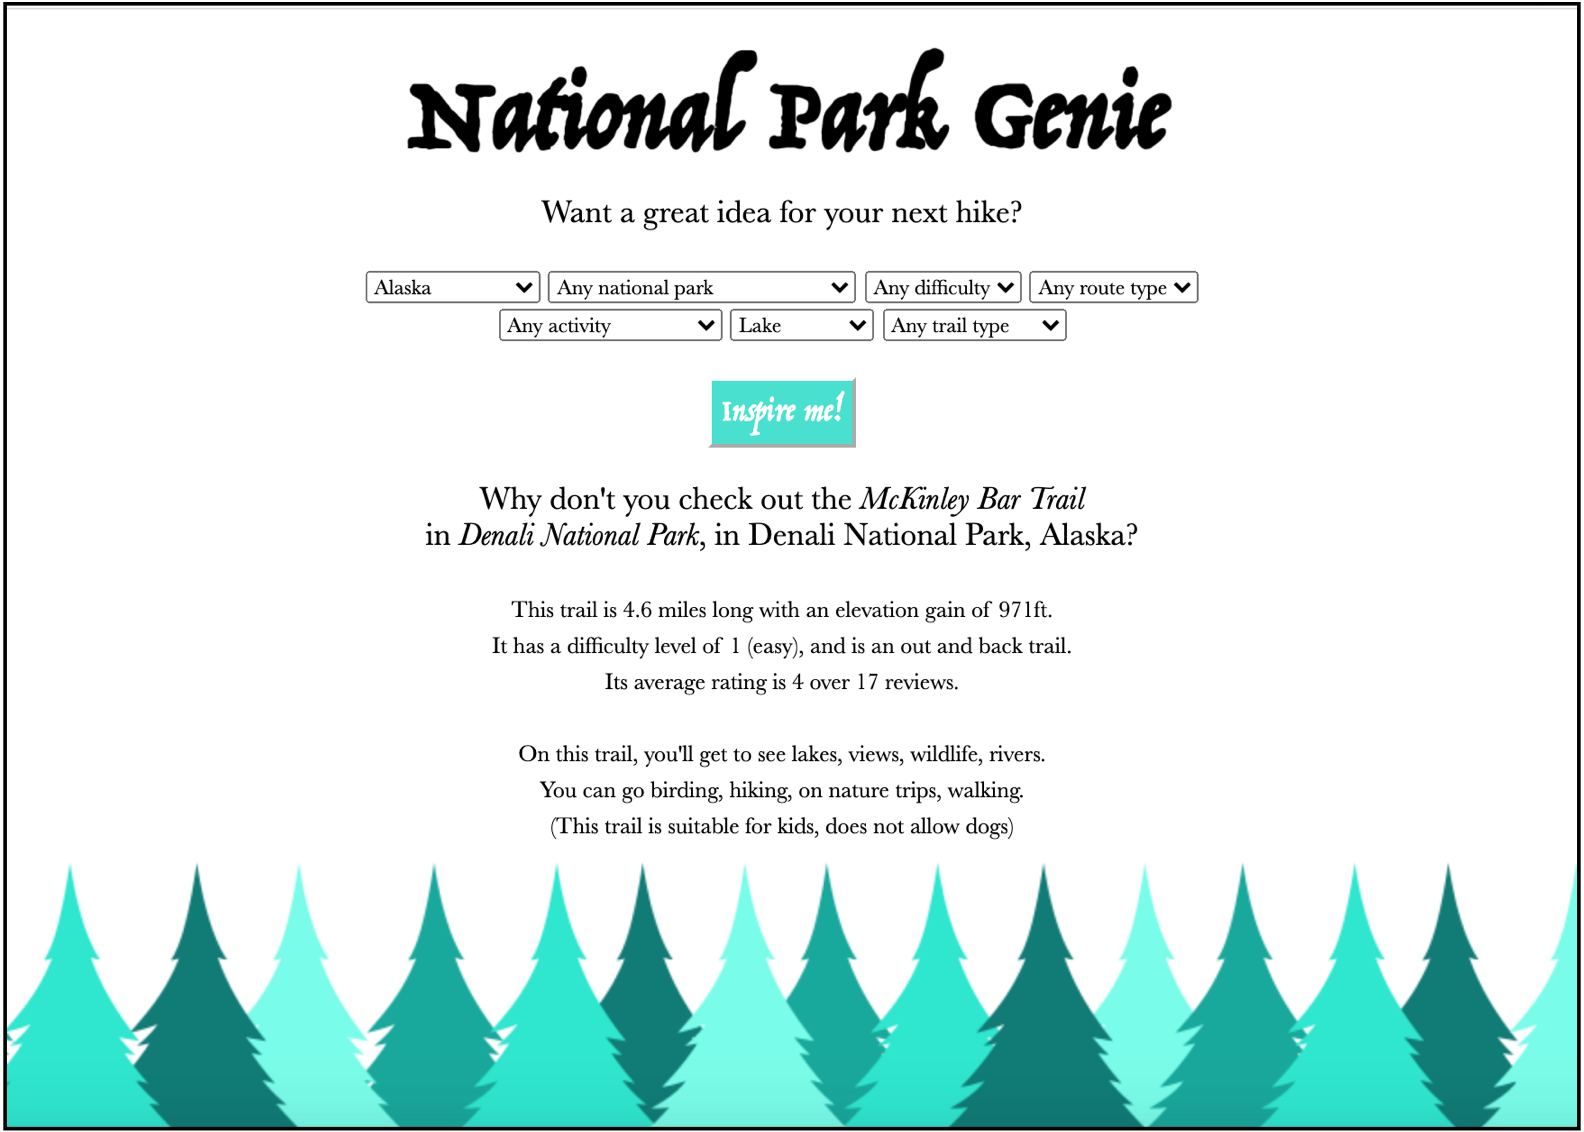 National Park Genie
Want a great idea for your next hike?
Alaska Any national park Any difficulty Any route type
Any activity Lake Any trail type
Inspire me!
Why don't you check out the McKinley Bar Trail
in Denali National Park, in Denali National Park, Alaska?
This trail is 4.6 miles long with an elevation gain of 971ft.
It has a difficulty level of 1 (easy), and is an out and back trail.
Its average rating is 4 over 17 reviews.
On this trail, you'll get to see lakes, views, wildlife, rivers.
You can go birding, hiking, on nature trips, walking.
(This trail is suitable for kids, does not allow dogs)